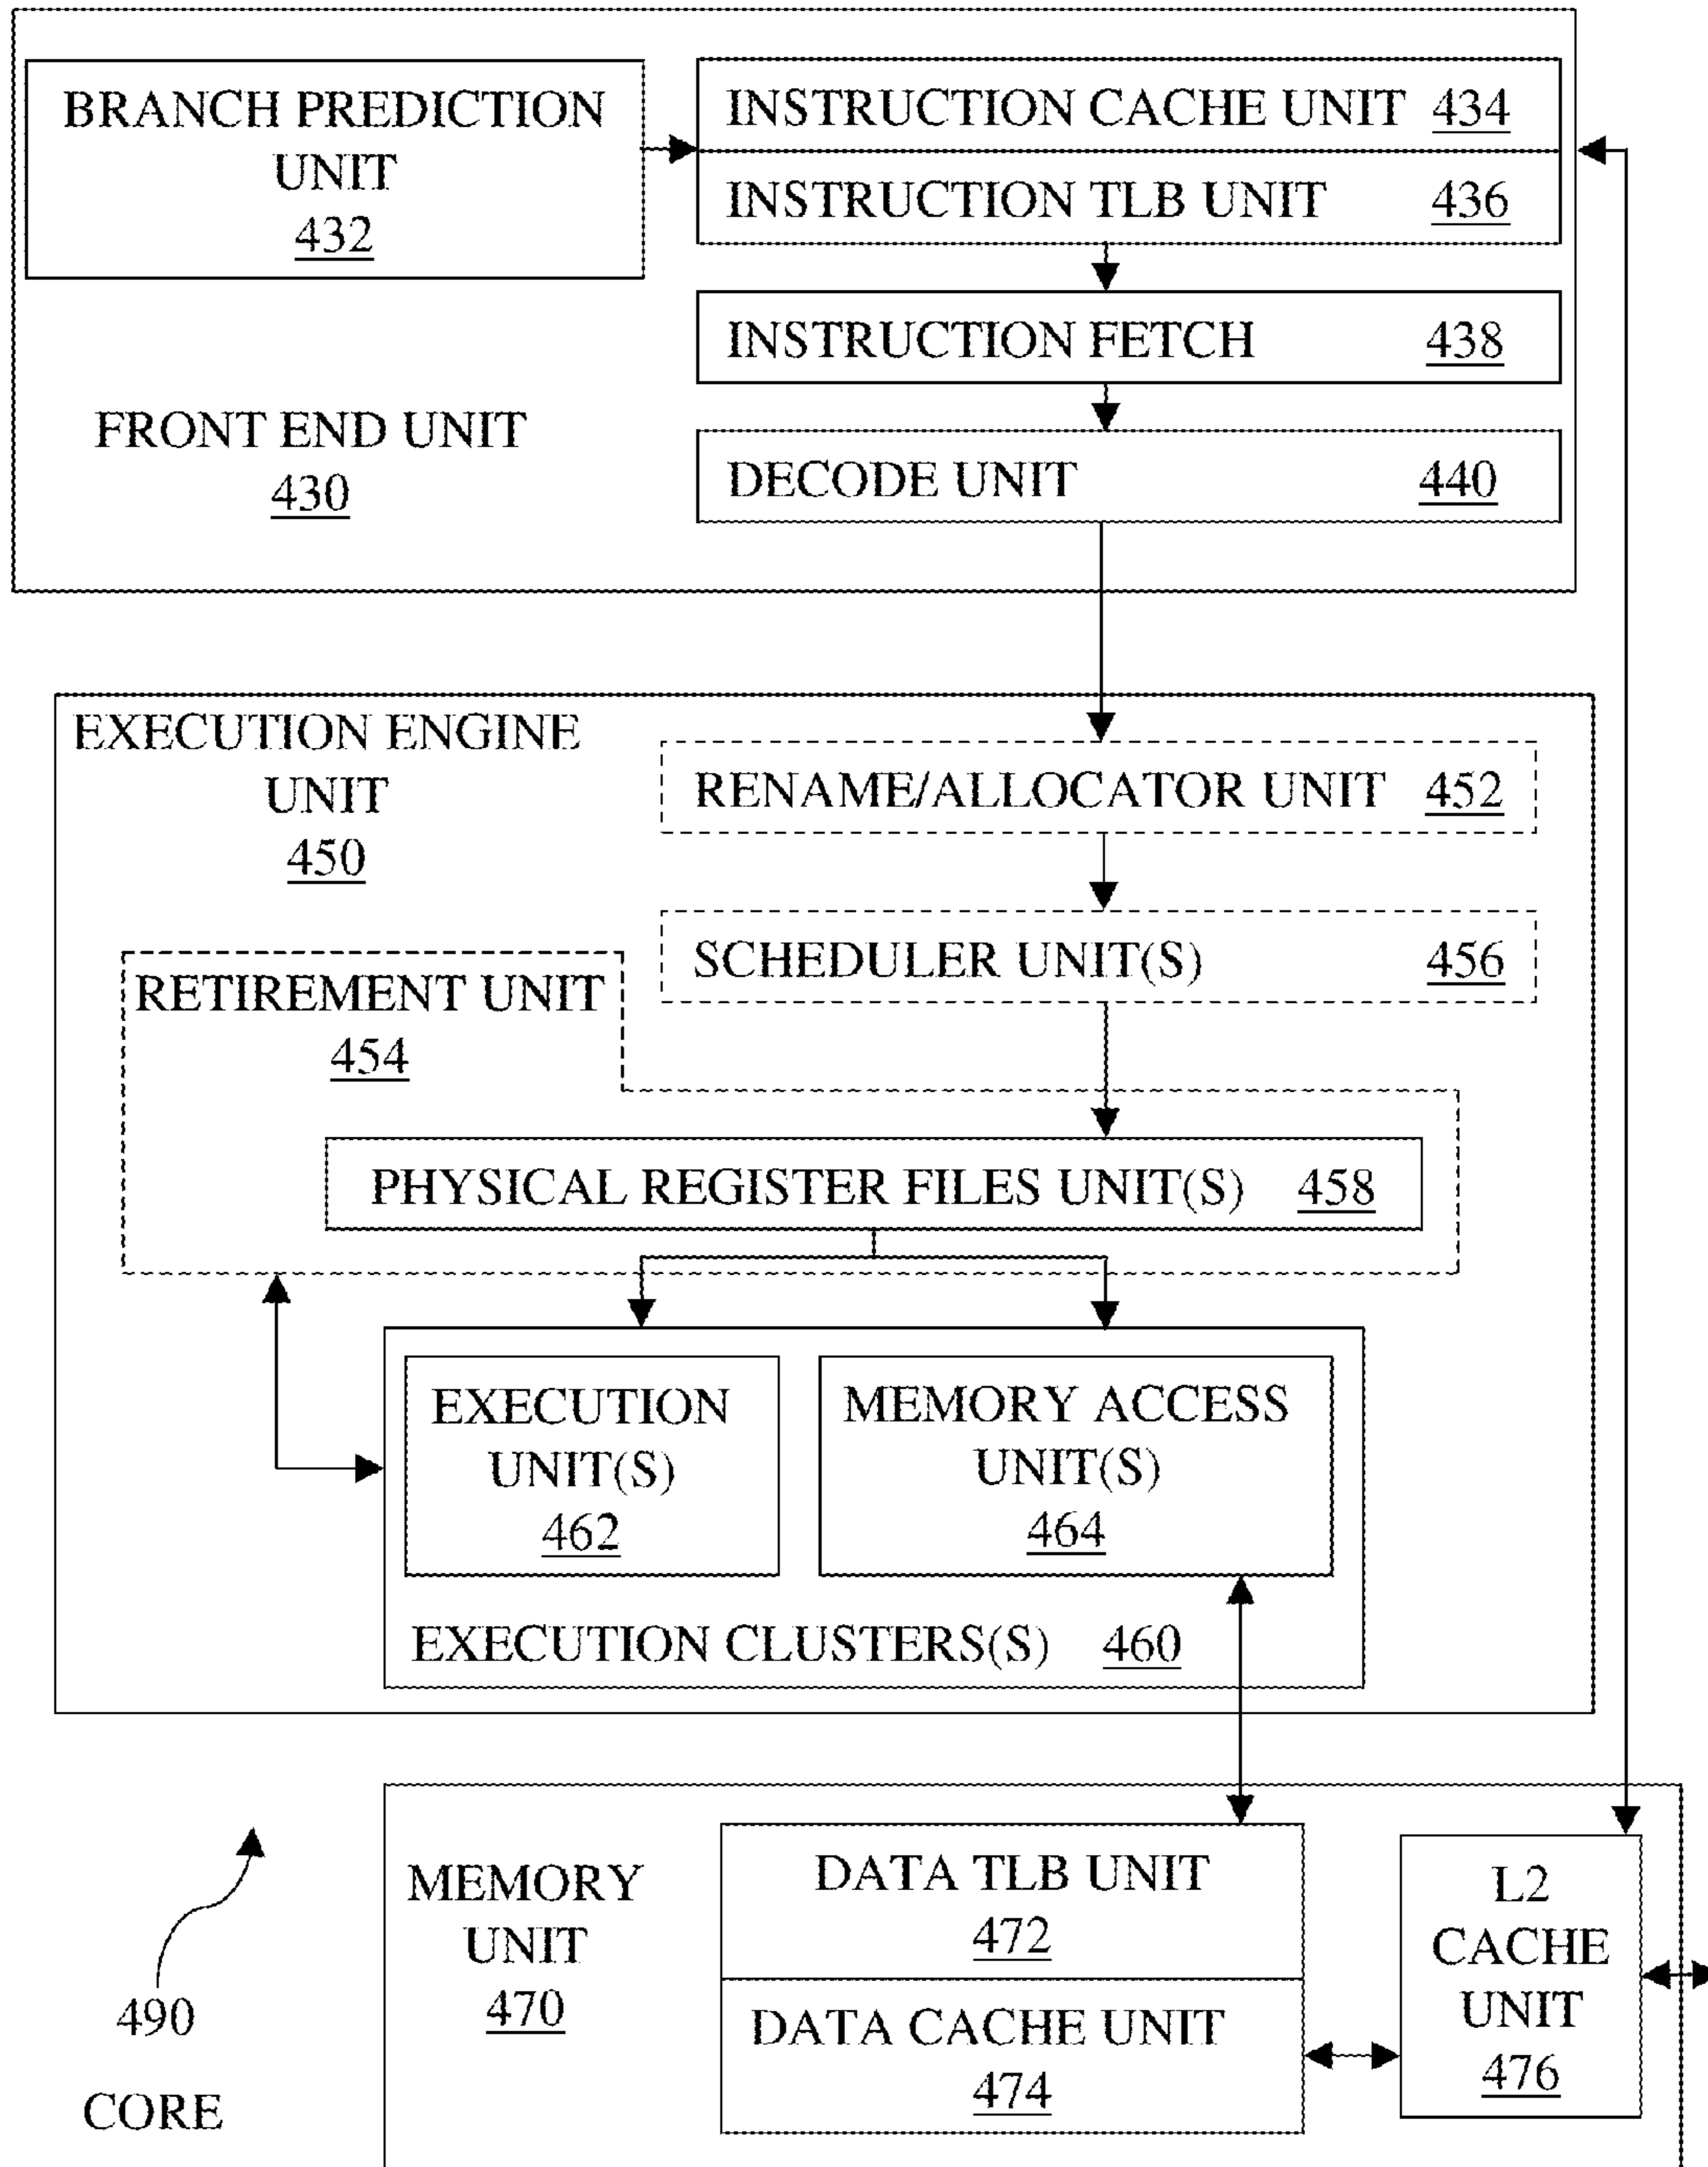 BRANCH PREDICTION
UNIT
432
INSTRUCTION CACHE UNIT 434
INSTRUCTION TLB UNIT 436
INSTRUCTION FETCH 438
FRONT END UNIT
430
DECODE UNIT 440
EXECUTION ENGINE
UNIT
450
RENAME/ALLOCATOR UNIT 452
SCHEDULER UNIT(S) 456
RETIREMENT UNIT
454
PHYSICAL REGISTER FILES UNIT(S) 458
EXECUTION
UNIT(S)
462
MEMORY ACCESS
UNIT(S)
464
EXECUTION CLUSTERS(S) 460
MEMORY
UNIT
470
DATA TLB UNIT
472
DATA CACHE UNIT
474
L2
CACHE
UNIT
476
490
CORE